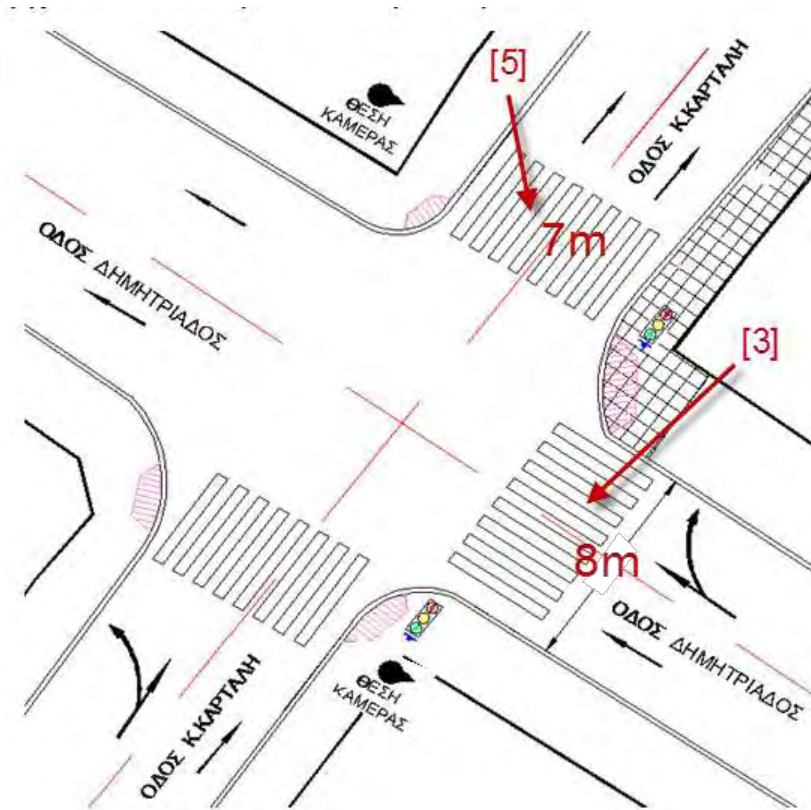 [5]
ΟΔΟΣ Κ.ΚΑΡΤΑΛΗ
ΘΕΣΗ
ΚΑΜΕΡΑΣ
7m
ΟΔΟΣ ΔΗΜΗΤΡΙΑΔΟΣ
[3]
8m
ΟΔΟΣ ΔΗΜΗΤΡΙΑΔΟΣ
ΘΕΣΗ
ΚΑΜΕΡΑΣ
ΟΔΟΣ Κ.ΚΑΡΤΑΛΗ